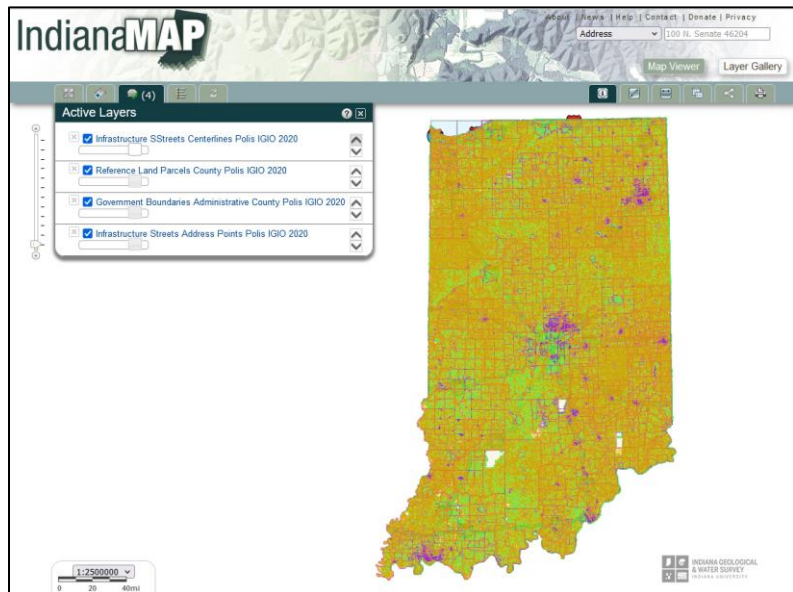 IndianaMAP
About | News | Help | Contact | Donate | Privacy
Address
100 N. Senate 46204
Map Viewer
Layer Gallery
(4)
Active Layers
Infrastructure SStreets Centerlines Polis IGIO 2020
Reference Land Parcels County Polis IGIO 2020
Government Boundaries Administrative County Polis IGIO 2020
Infrastructure Streets Address Points Polis IGIO 2020
1:2500000
0 20 40mi
INDIANA GEOLOGICAL
& WATER SURVEY
INDIANA UNIVERSITY